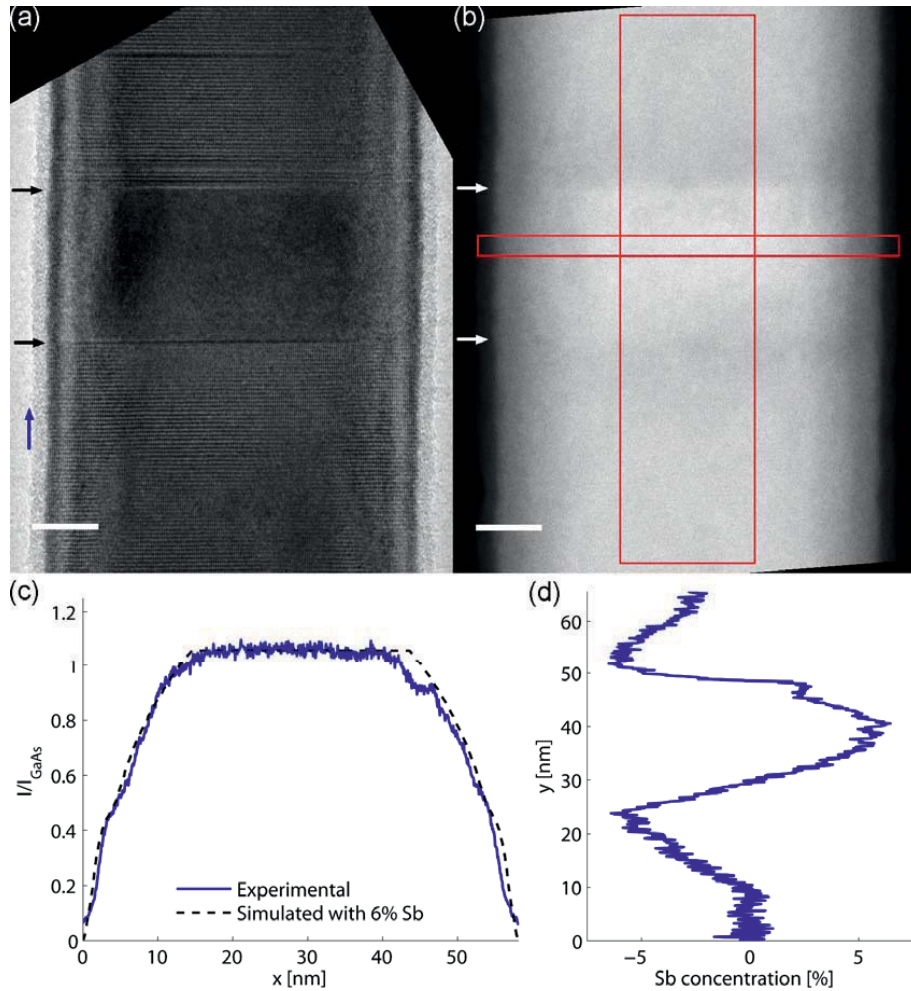 (a)
(b)
(c)
1.2
1
0.8
0.6
0.4
0.2
0
I/I_GaAs
Experimental
Simulated with 6% Sb
0 10 20 30 40 50
x [nm]
(d)
60
50
40
30
20
10
0
y [nm]
−5 0 5
Sb concentration [%]